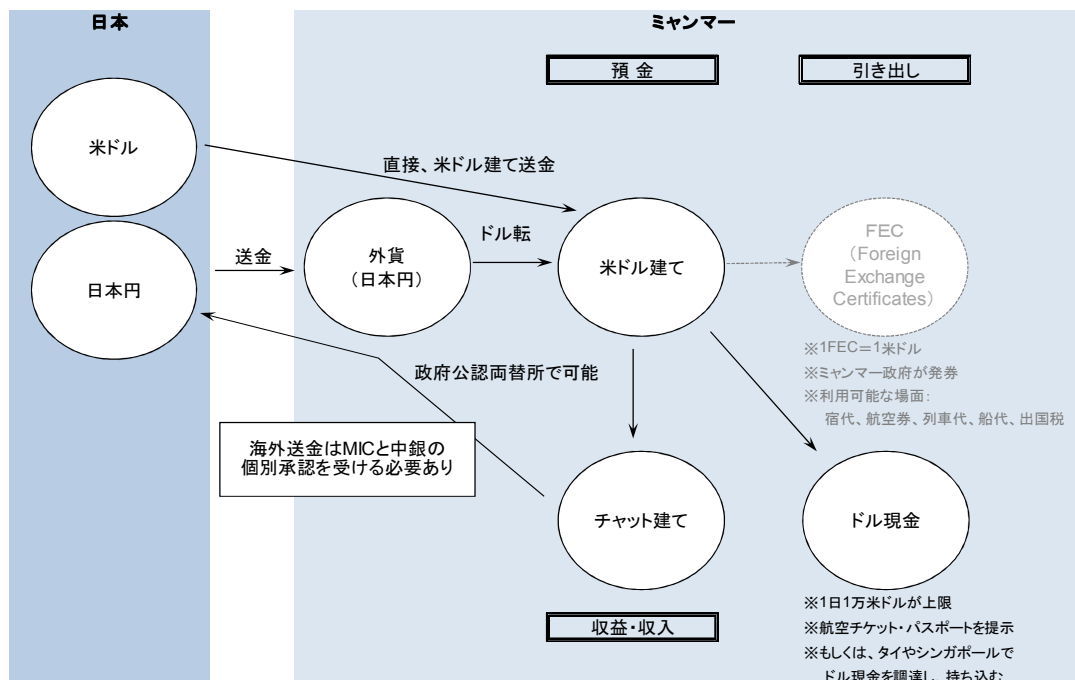 日本
ミャンマー
預 金
引き出し
米ドル
直接、米ドル建て送金
日本円
送金
外貨
（日本円）
ドル転
米ドル建て
FEC
（Foreign
Exchange
Certificates）
※1FEC＝1米ドル
※ミャンマー政府が発券
※利用可能な場面：
宿代、航空券、列車代、船代、出国税
政府公認両替所で可能
海外送金はMICと中銀の
個別承認を受ける必要あり
チャット建て
ドル現金
収益・収入
※1日1万米ドルが上限
※航空チケット・パスポートを提示
※もしくは、タイやシンガポールで
ドル現金を調達し、持ち込む